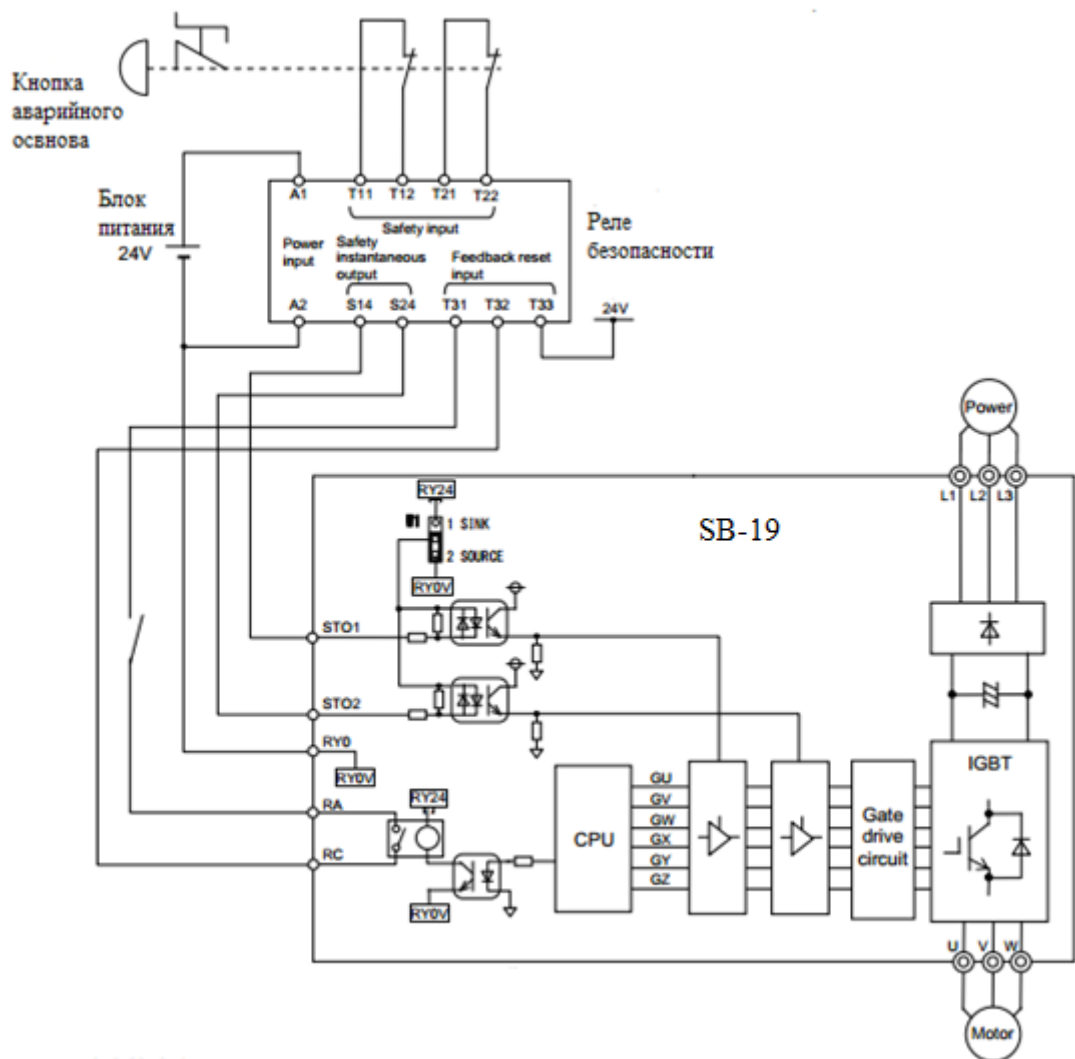 Кнопка
аварийного
осбнова
Блок
питания
24V
A1
T11
T12
T21
T22
Safety input
Power
input
Safety
instantaneous
output
Feedback reset
input
A2
S14
S24
T31
T32
T33
Реле
безопасности
24V
Power
L1
L2
L3
SB-19
RY24
1 SINK
2 SOURCE
RY0V
STO1
STO2
RY0
RY0V
RA
RY24
RC
RY0V
CPU
GU
GV
GW
GX
GY
GZ
Gate
drive
circuit
IGBT
U
V
W
Motor